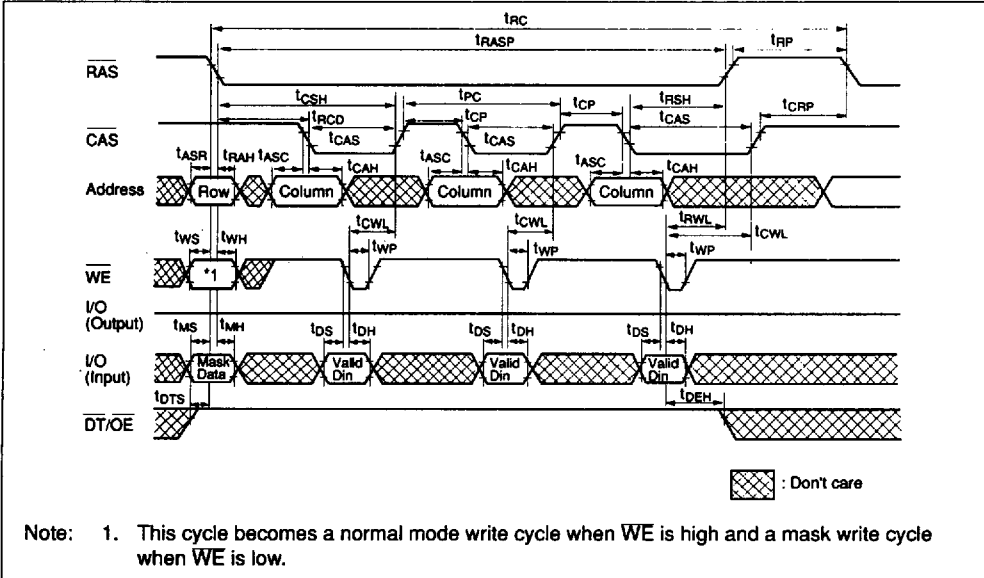 tRC
tRASP tRP
RAS
tCSH tPC tCP tRSH tCRP
tRCD tCP
tCAS tCAS tCAS
CAS
tASR tRAH tASC tCAH tASC tCAH tASC tCAH
Address Row Column Column Column
tCWL tCWL tRWL
tCWL
tWS tWH tWP tWP tWP
WE *1
I/O
(Output)
tMS tMH tDS tDH tDS tDH tDS tDH
I/O
(Input)
Mask Data Valid Din Valid Din Valid Din
tDTS tDEH
DT/OE
: Don't care
Note: 1. This cycle becomes a normal mode write cycle when WE is high and a mask write cycle
when WE is low.